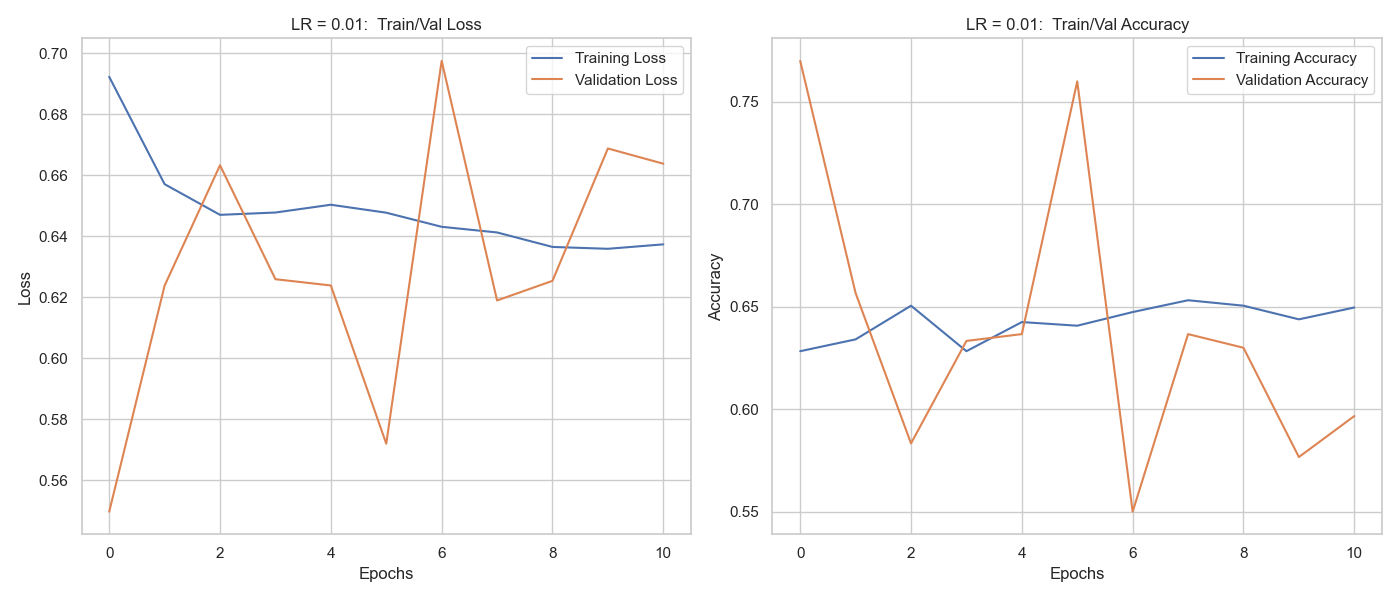 LR = 0.01:  Train/Val Loss
Loss
0.70
0.68
0.66
0.64
0.62
0.60
0.58
0.56
Training Loss
Validation Loss
0 2 4 6 8 10
Epochs
LR = 0.01:  Train/Val Accuracy
Accuracy
0.75
0.70
0.65
0.60
0.55
Training Accuracy
Validation Accuracy
0 2 4 6 8 10
Epochs